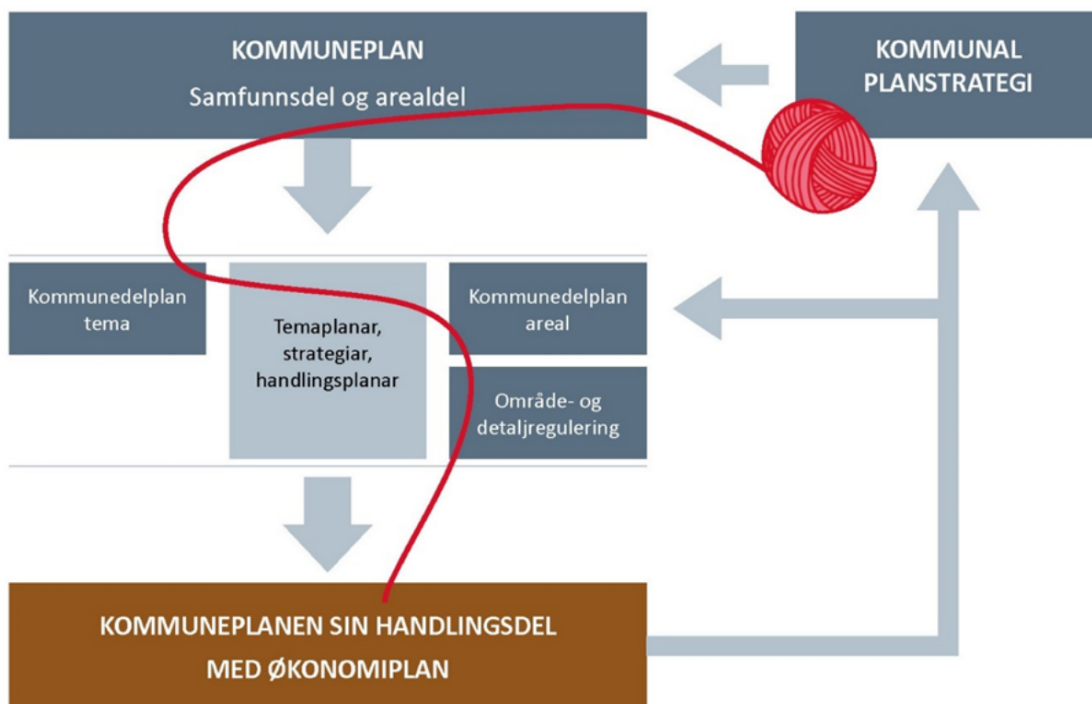 KOMMUNEPLAN
Samfunnsdel og arealdel
KOMMUNAL
PLANSTRATEGI
Kommunedelplan
tema
Temaplanar,
strategiar,
handlingsplanar
Kommunedelplan
areal
Område- og
detaljregulering
KOMMUNEPLANEN SIN HANDLINGSDEL
MED ØKONOMIPLAN